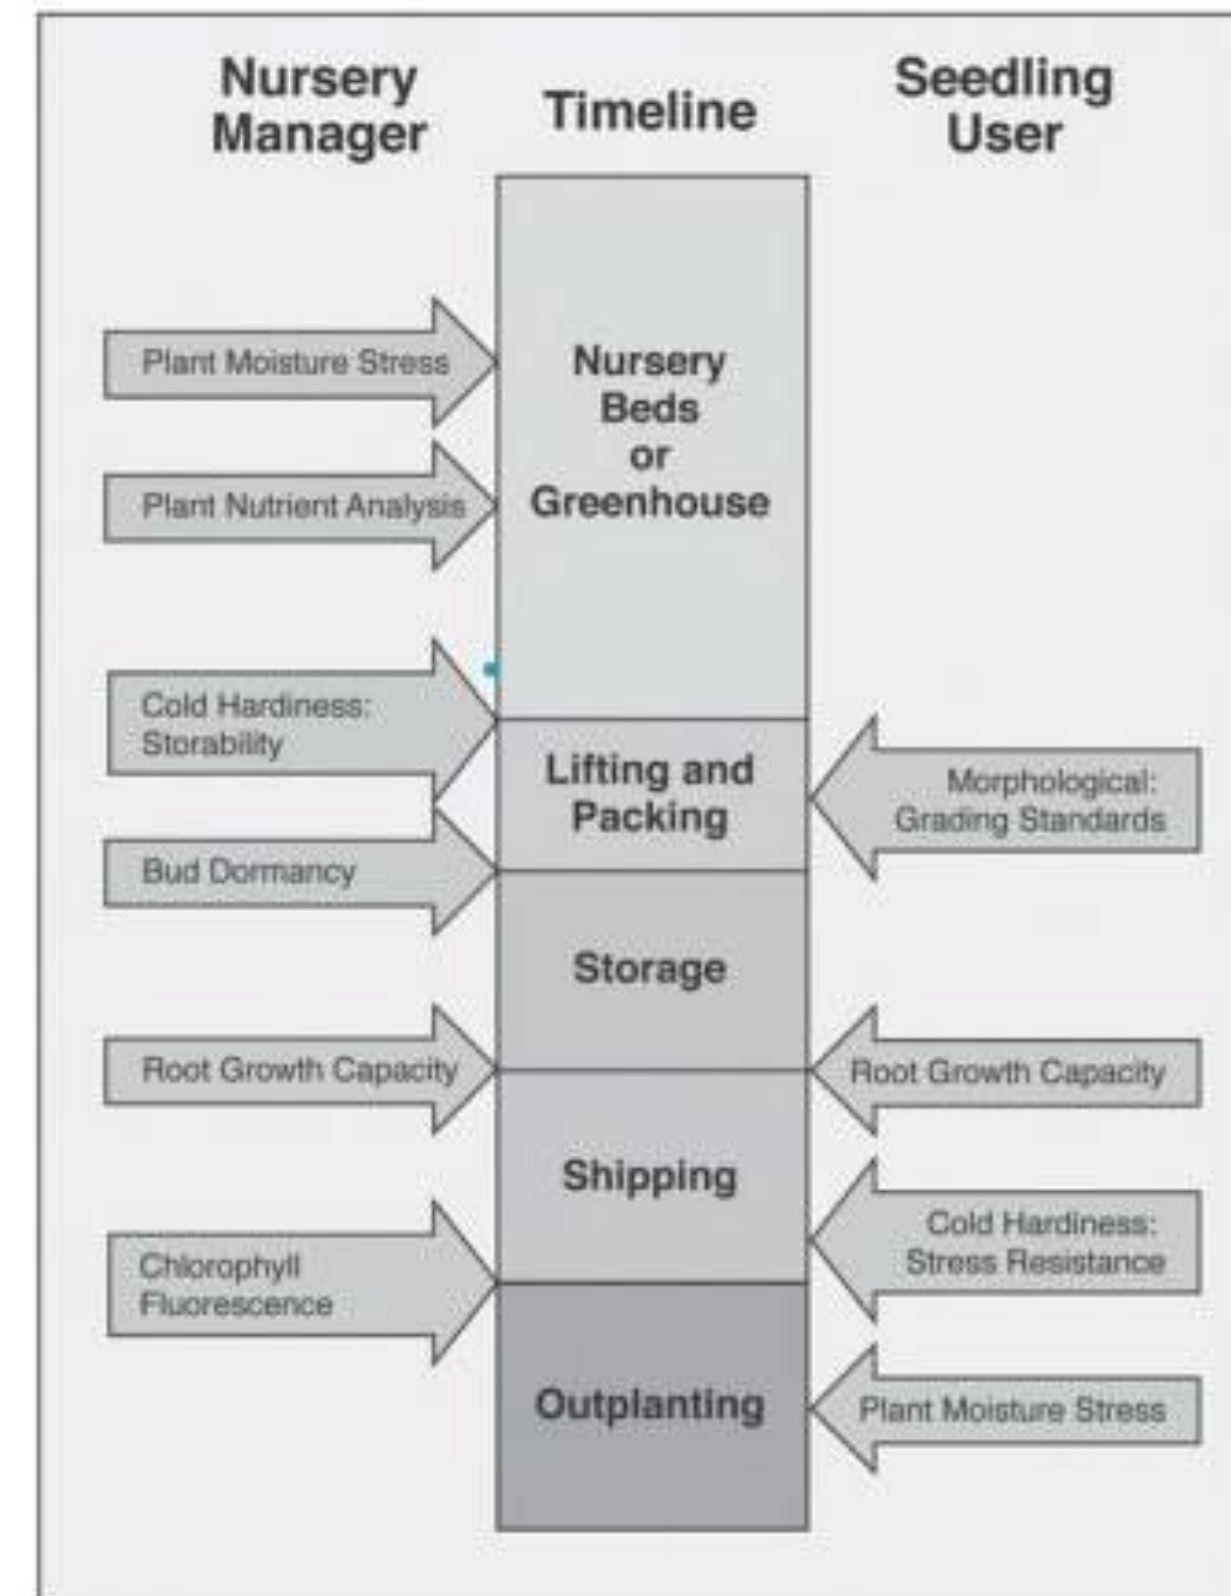 Nursery
Manager
Timeline
Seedling
User
Plant Moisture Stress
Plant Nutrient Analysis
Nursery
Beds
or
Greenhouse
Cold Hardiness:
Storability
Lifting and
Packing
Morphological:
Grading Standards
Bud Dormancy
Storage
Root Growth Capacity
Root Growth Capacity
Shipping
Cold Hardiness:
Stress Resistance
Chlorophyll
Fluorescence
Outplanting
Plant Moisture Stress